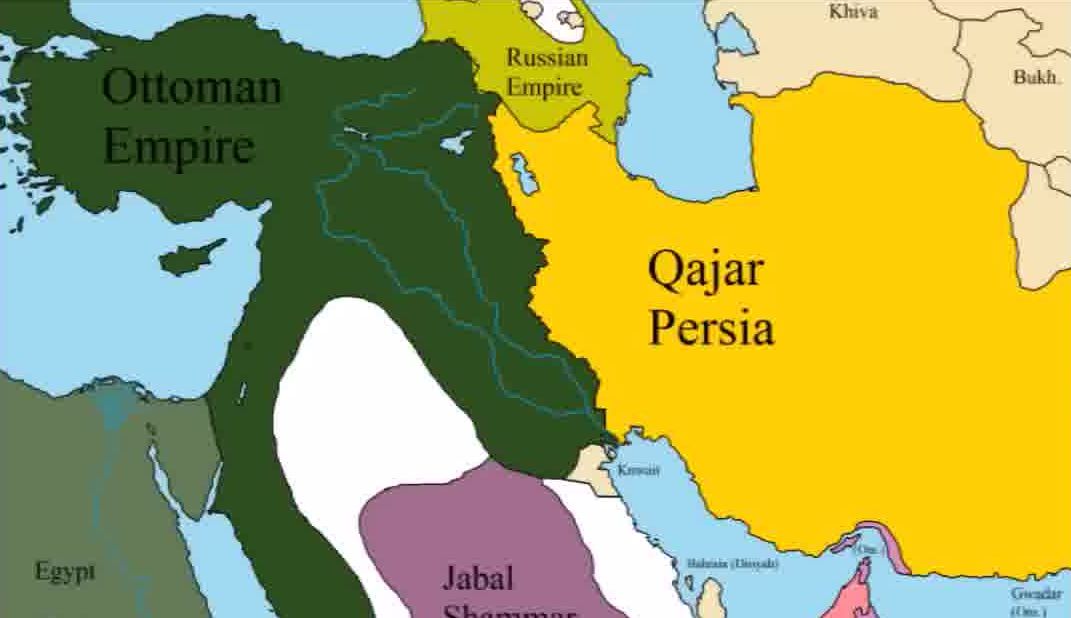 Khiva
Bukh.
Russian
Empire
Ottoman
Empire
Qajar
Persia
Kuwait
(Om.)
Bahrain (Diriyah)
Egypt
Jabal
Shammar
Gwadar
(Om.)